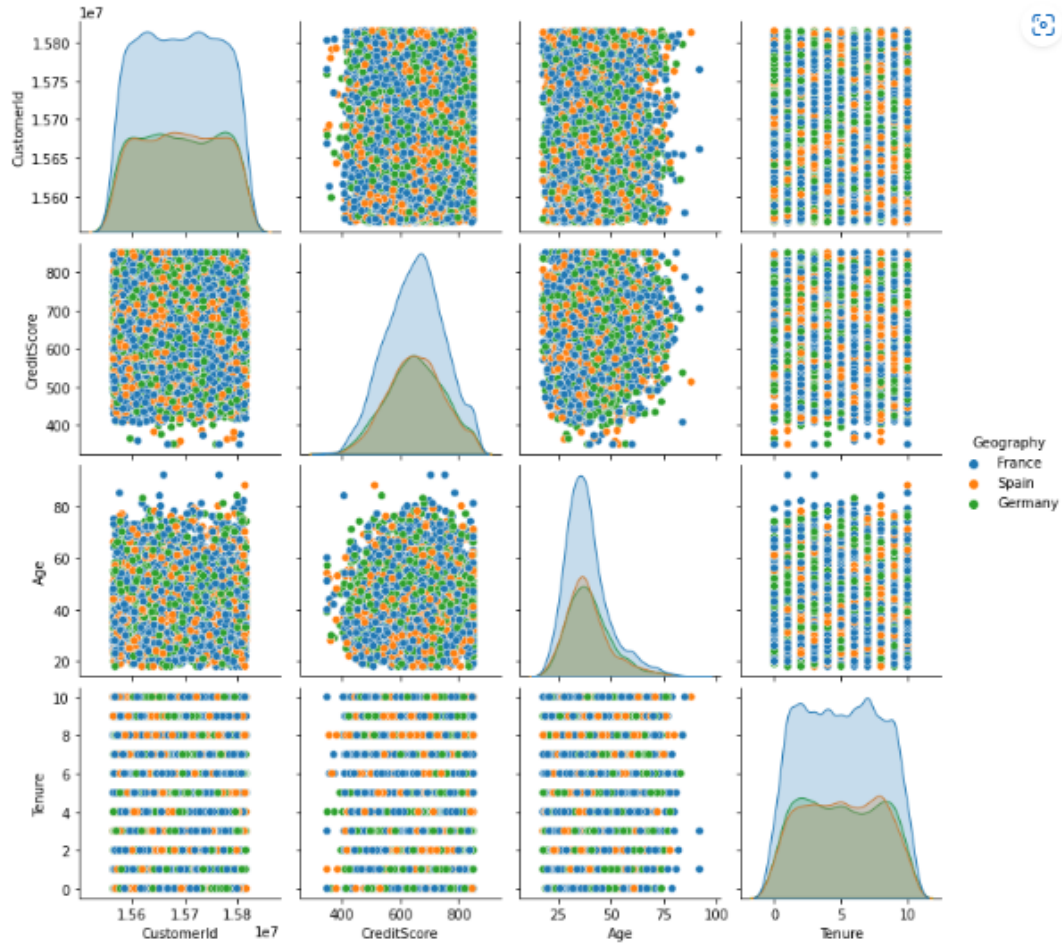 1e7
1.580
1.575
1.570
1.565
1.560
CustomerId
800
700
600
500
400
CreditScore
Geography
France
Spain
Germany
80
60
40
20
Age
10
8
6
4
2
0
Tenure
1.56 1.57 1.58
1e7
CustomerId
400 600 800
CreditScore
25 50 75 100
Age
0 5 10
Tenure